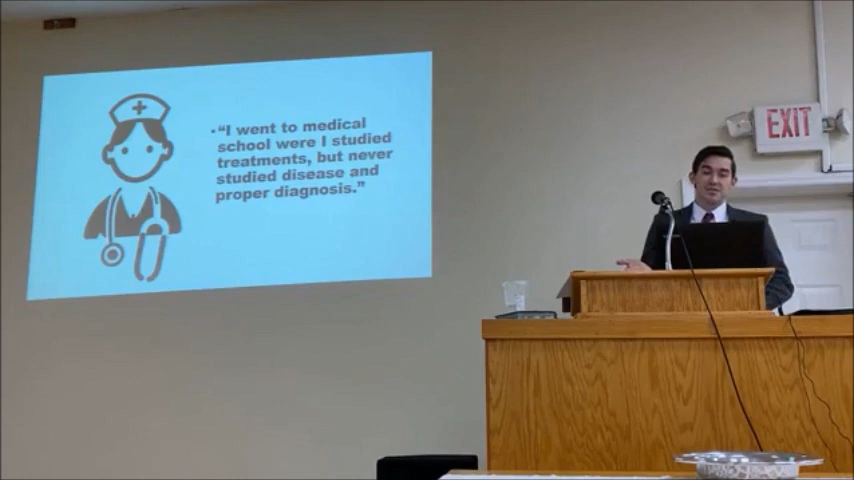 • “I went to medical
school were I studied
treatments, but never
studied disease and
proper diagnosis.”
EXIT